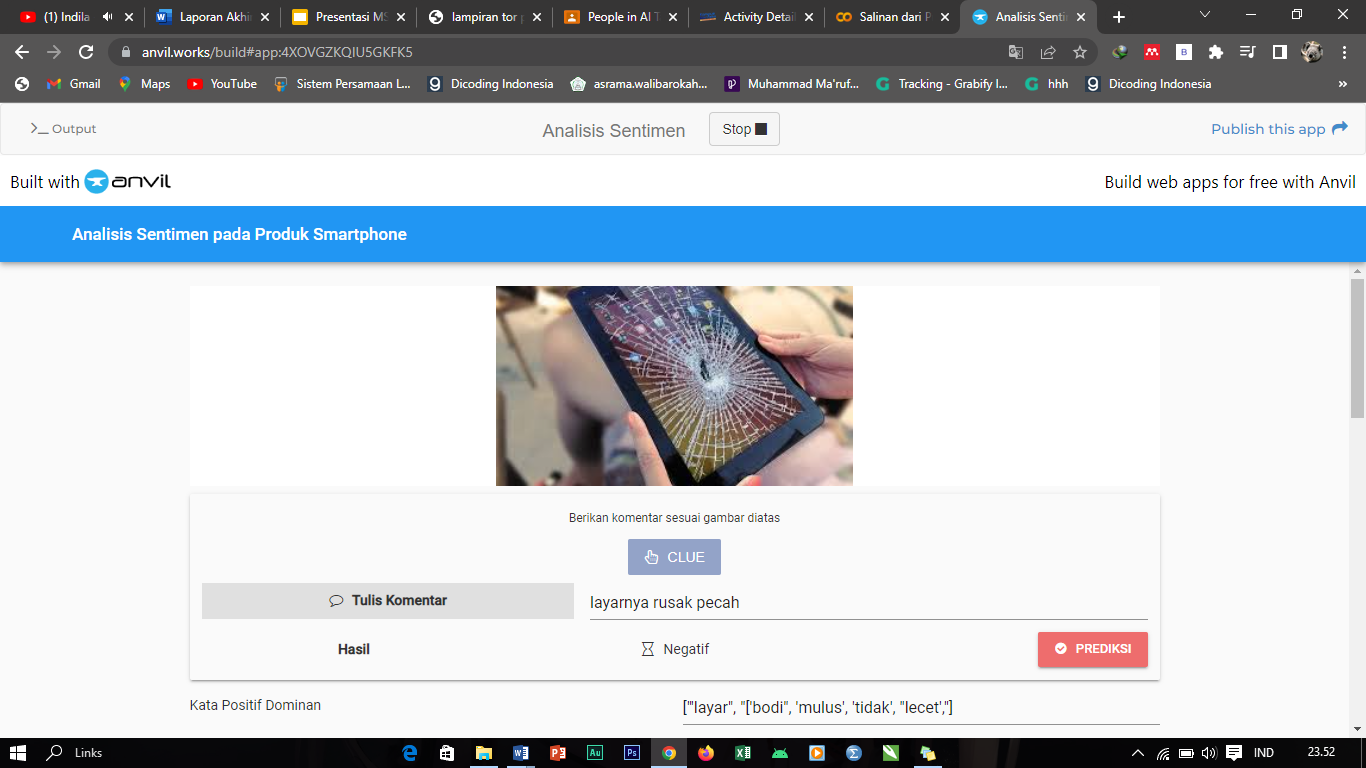 (1) Indila
Laporan Akhi
Presentasi MS
lampiran tor p
People in AI T
Activity Detail
Salinan dari P
Analisis Senti
anvil.works/build#app:4XOVGZKQIU5GKFK5
Gmail
Maps
YouTube
Sistem Persamaan L...
Dicoding Indonesia
asrama.walibarokah...
Muhammad Ma'ruf...
Tracking - Grabify I...
hhh
Dicoding Indonesia
»
>_ Output
Analisis Sentimen
Stop
Publish this app
Built with anvil
Build web apps for free with Anvil
Analisis Sentimen pada Produk Smartphone
Berikan komentar sesuai gambar diatas
CLUE
Tulis Komentar
layarnya rusak pecah
Hasil
Negatif
PREDIKSI
Kata Positif Dominan
["'layar", "['bodi", 'mulus', 'tidak', "lecet',"]
Links
IND
23.52